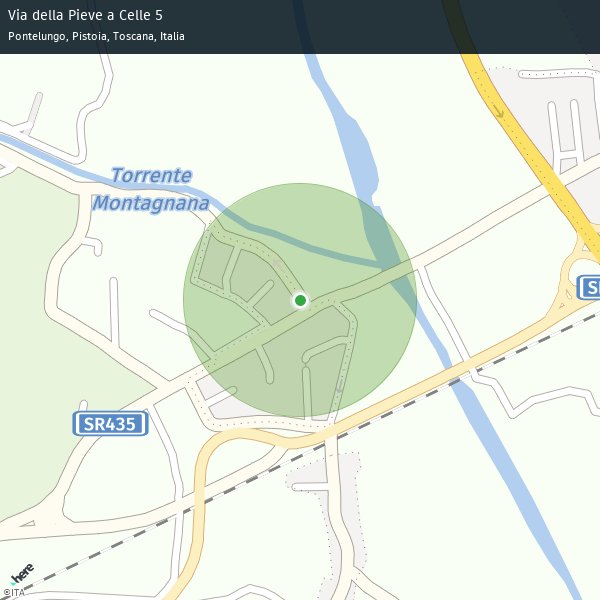 Via della Pieve a Celle 5
Pontelungo, Pistoia, Toscana, Italia
Torrente
Montagnana
SR435
here
©ITA